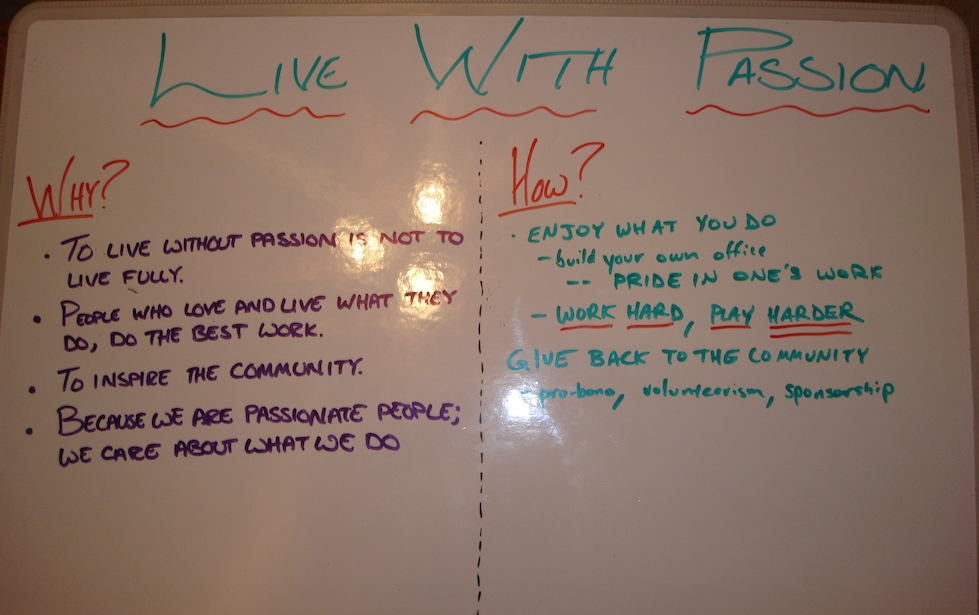 LIVE WITH PASSION
WHY?
• TO LIVE WITHOUT PASSION IS NOT TO
LIVE FULLY.
• PEOPLE WHO LOVE AND LIVE WHAT THEY
DO, DO THE BEST WORK.
• TO INSPIRE THE COMMUNITY.
• BECAUSE WE ARE PASSIONATE PEOPLE;
WE CARE ABOUT WHAT WE DO
HOW?
• ENJOY WHAT YOU DO
- build your own office
-- PRIDE IN ONE'S WORK
- WORK HARD, PLAY HARDER
GIVE BACK TO THE COMMUNITY
- pro-bono, volunteerism, sponsorship